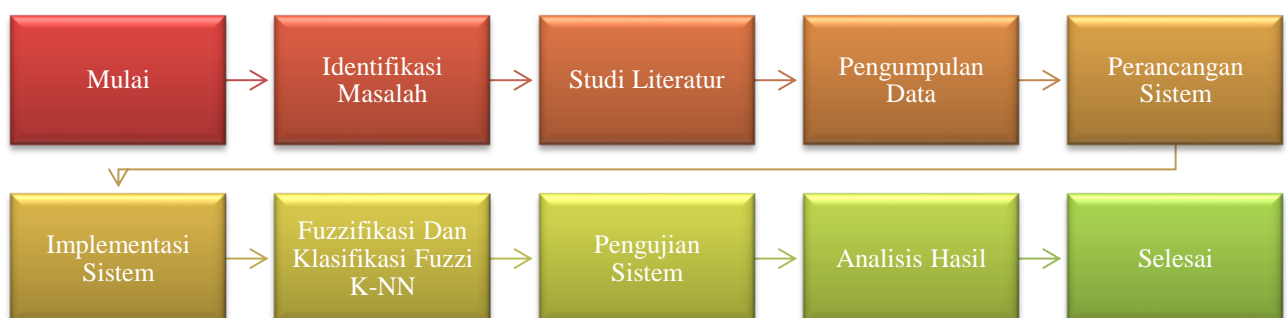 Mulai
Identifikasi
Masalah
Studi Literatur
Pengumpulan
Data
Perancangan
Sistem
Implementasi
Sistem
Fuzzifikasi Dan
Klasifikasi Fuzzi
K-NN
Pengujian
Sistem
Analisis Hasil
Selesai